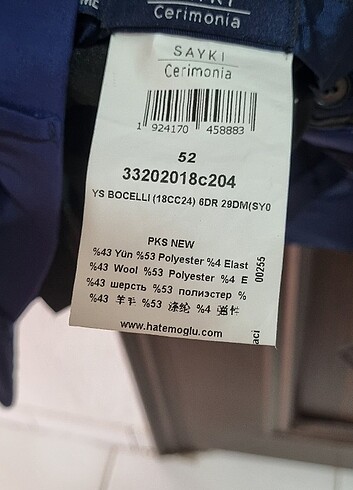 Cerimonia
SAYKI
Cerimonia
1 924170 458883
52
33202018c204
YS BOCELLI (18CC24) 6DR 29DM(SY0
PKS NEW
%43 Yün %53 Polyester %4 Elast
%43 Wool %53 Polyester %4 E
%43 шерсть %53 полиэстер %
%43 羊毛 %53 涤纶 %4 弹性
00255
www.hatemoglu.com